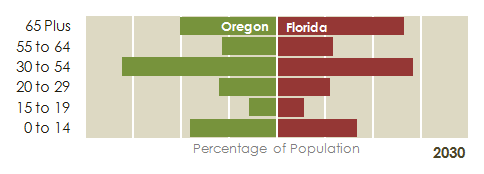 65 Plus
Oregon Florida
55 to 64
30 to 54
20 to 29
15 to 19
0 to 14
Percentage of Population
2030